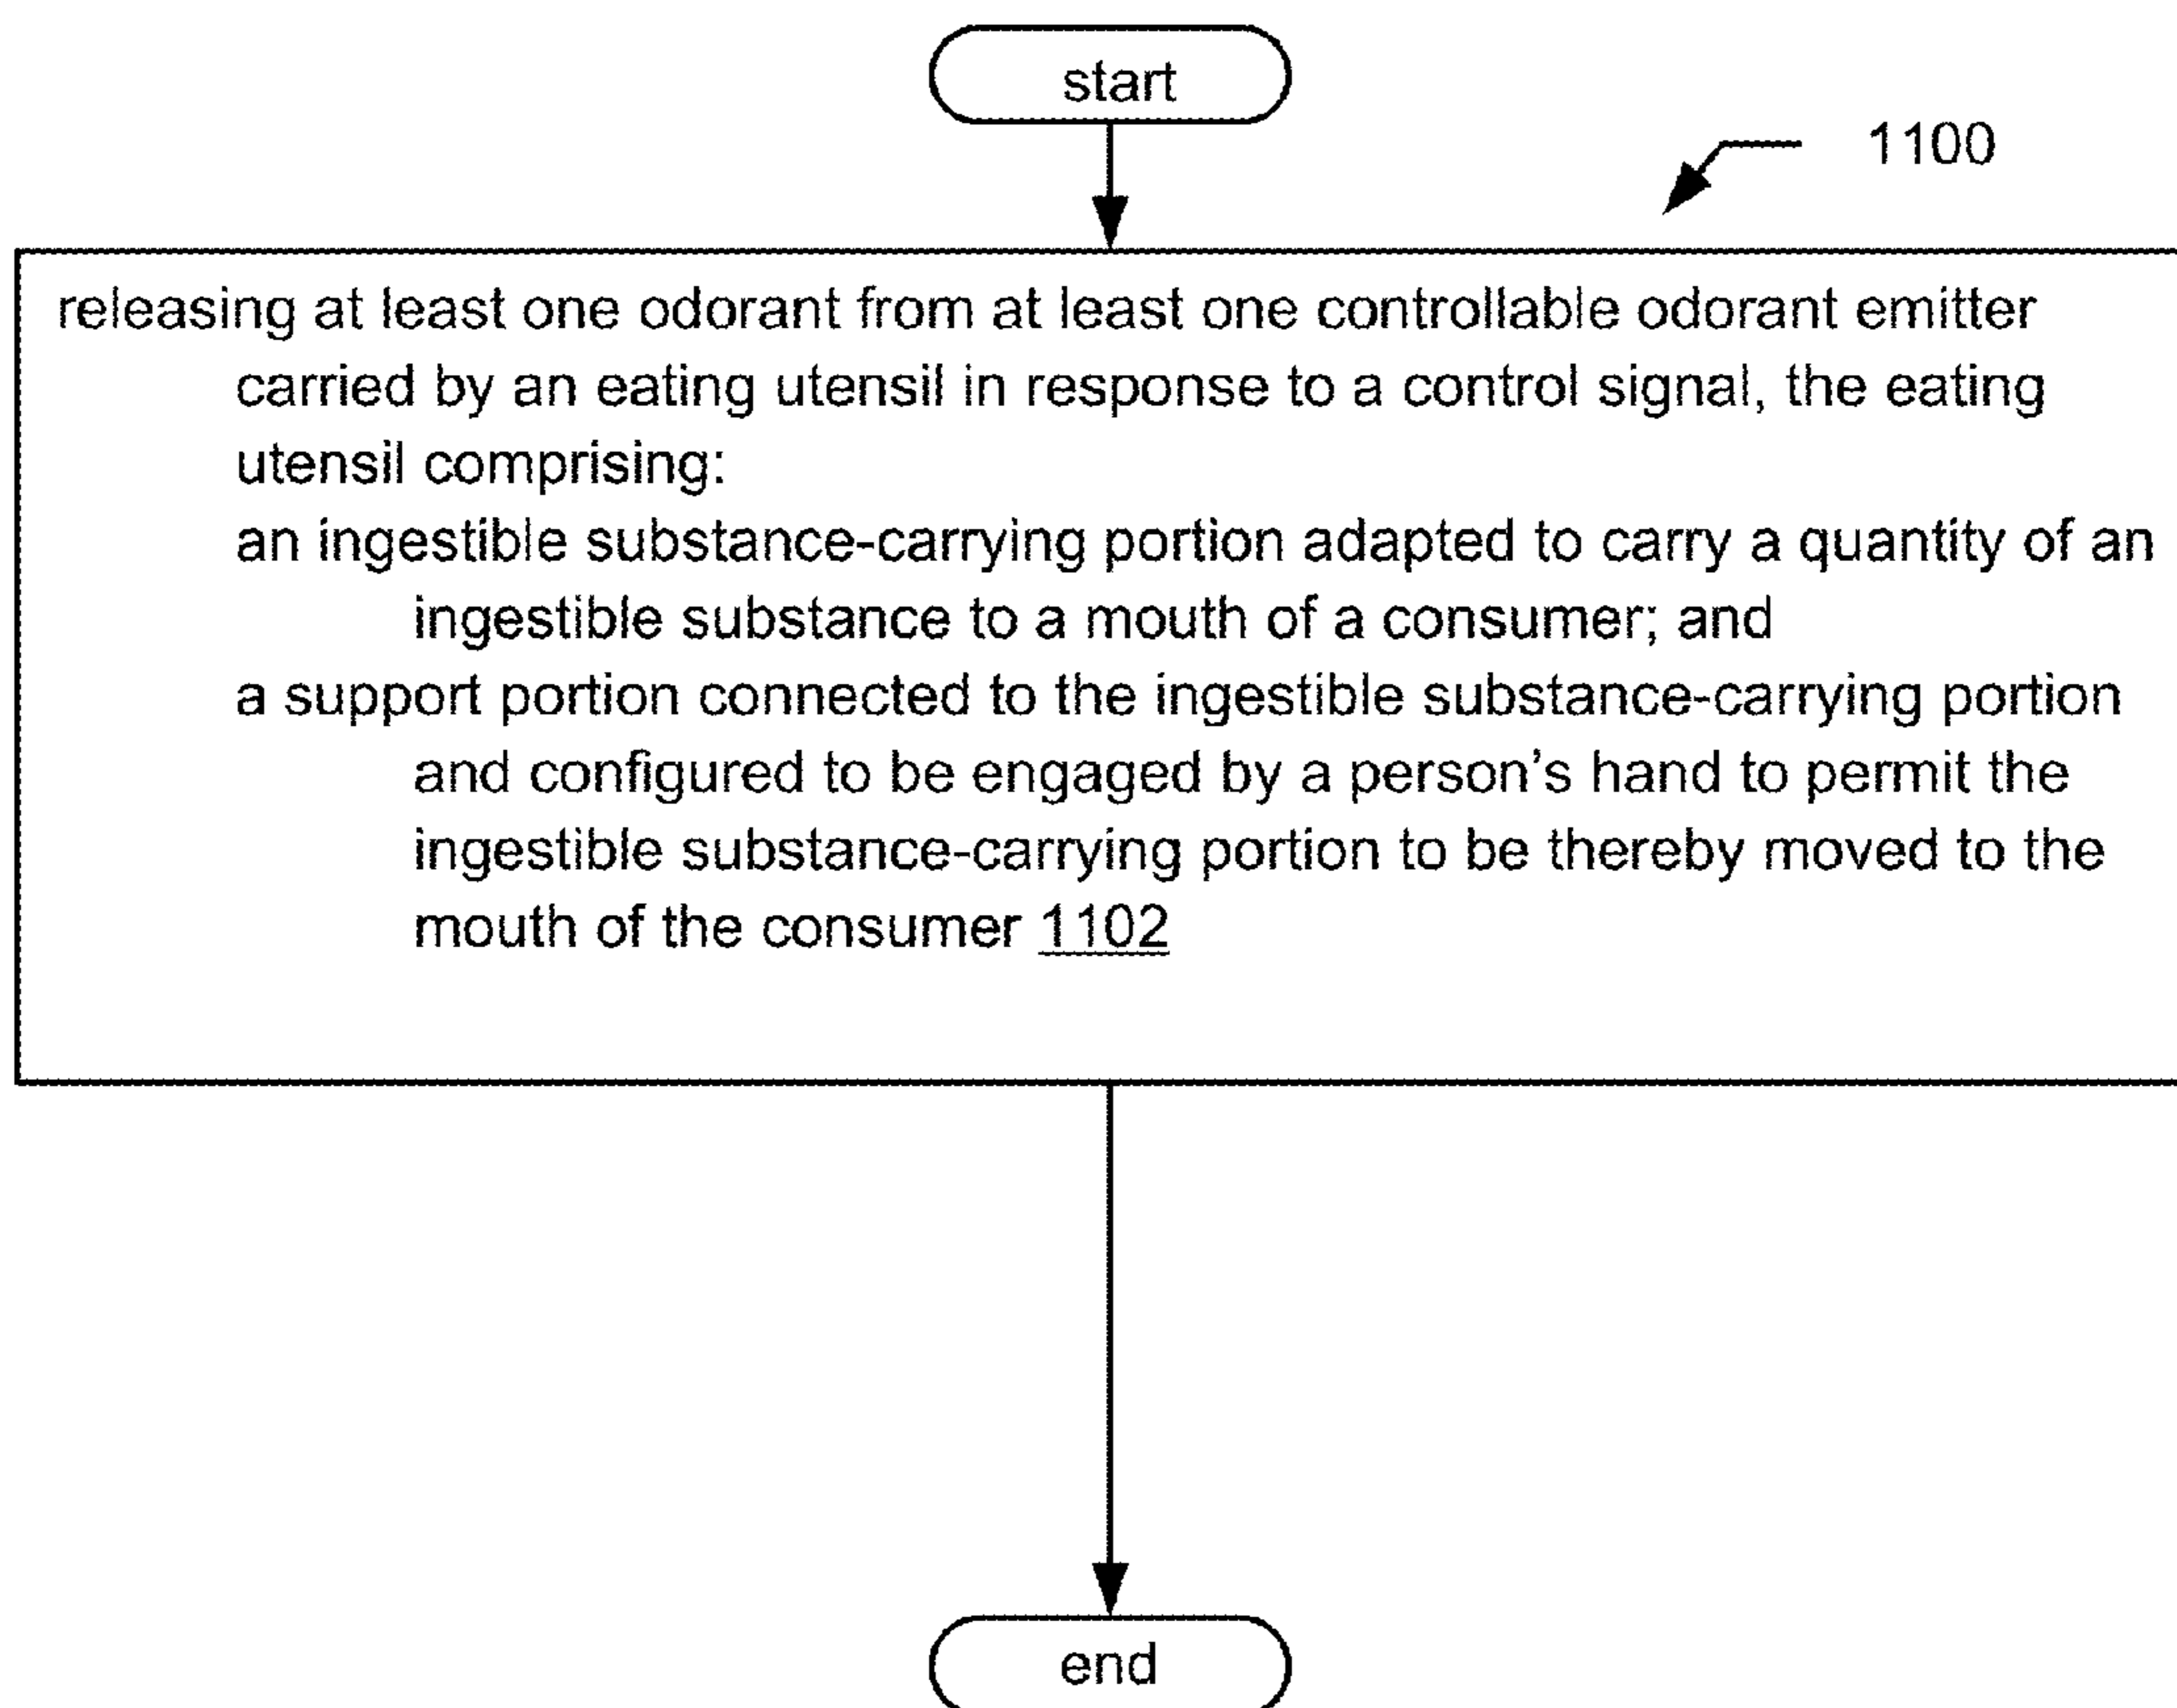 start
1100
releasing at least one odorant from at least one controllable odorant emitter
carried by an eating utensil in response to a control signal, the eating
utensil comprising:
an ingestible substance-carrying portion adapted to carry a quantity of an
ingestible substance to a mouth of a consumer; and
a support portion connected to the ingestible substance-carrying portion
and configured to be engaged by a person's hand to permit the
ingestible substance-carrying portion to be thereby moved to the
mouth of the consumer 1102
end